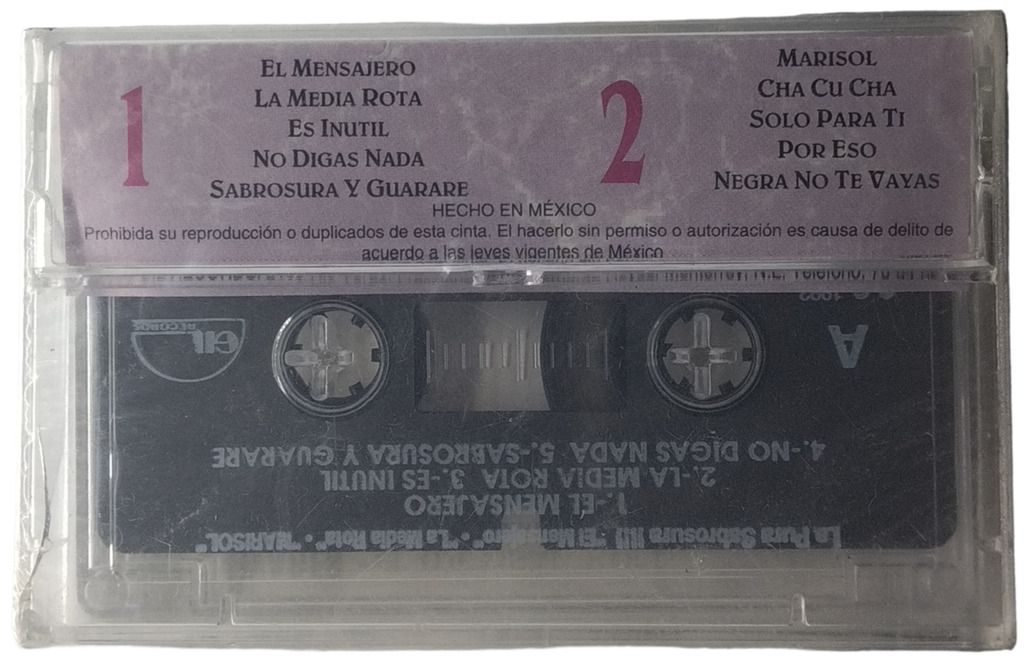 1
EL MENSAJERO
LA MEDIA ROTA
ES INUTIL
NO DIGAS NADA
SABROSURA Y GUARARE
2
MARISOL
CHA CU CHA
SOLO PARA TI
POR ESO
NEGRA NO TE VAYAS
HECHO EN MÉXICO
Prohibida su reproducción o duplicados de esta cinta. El hacerlo sin permiso o autorización es causa de delito de
acuerdo a las leyes vigentes de México
La Pura Sabrosura !!! "El Mensajero" • "La Media Rota" • "MARISOL"
1.-EL MENSAJERO
2.-LA MEDIA ROTA 3.-ES INUTIL
4.-NO DIGAS NADA 5.-SABROSURA Y GUARARE
A
RECORDS